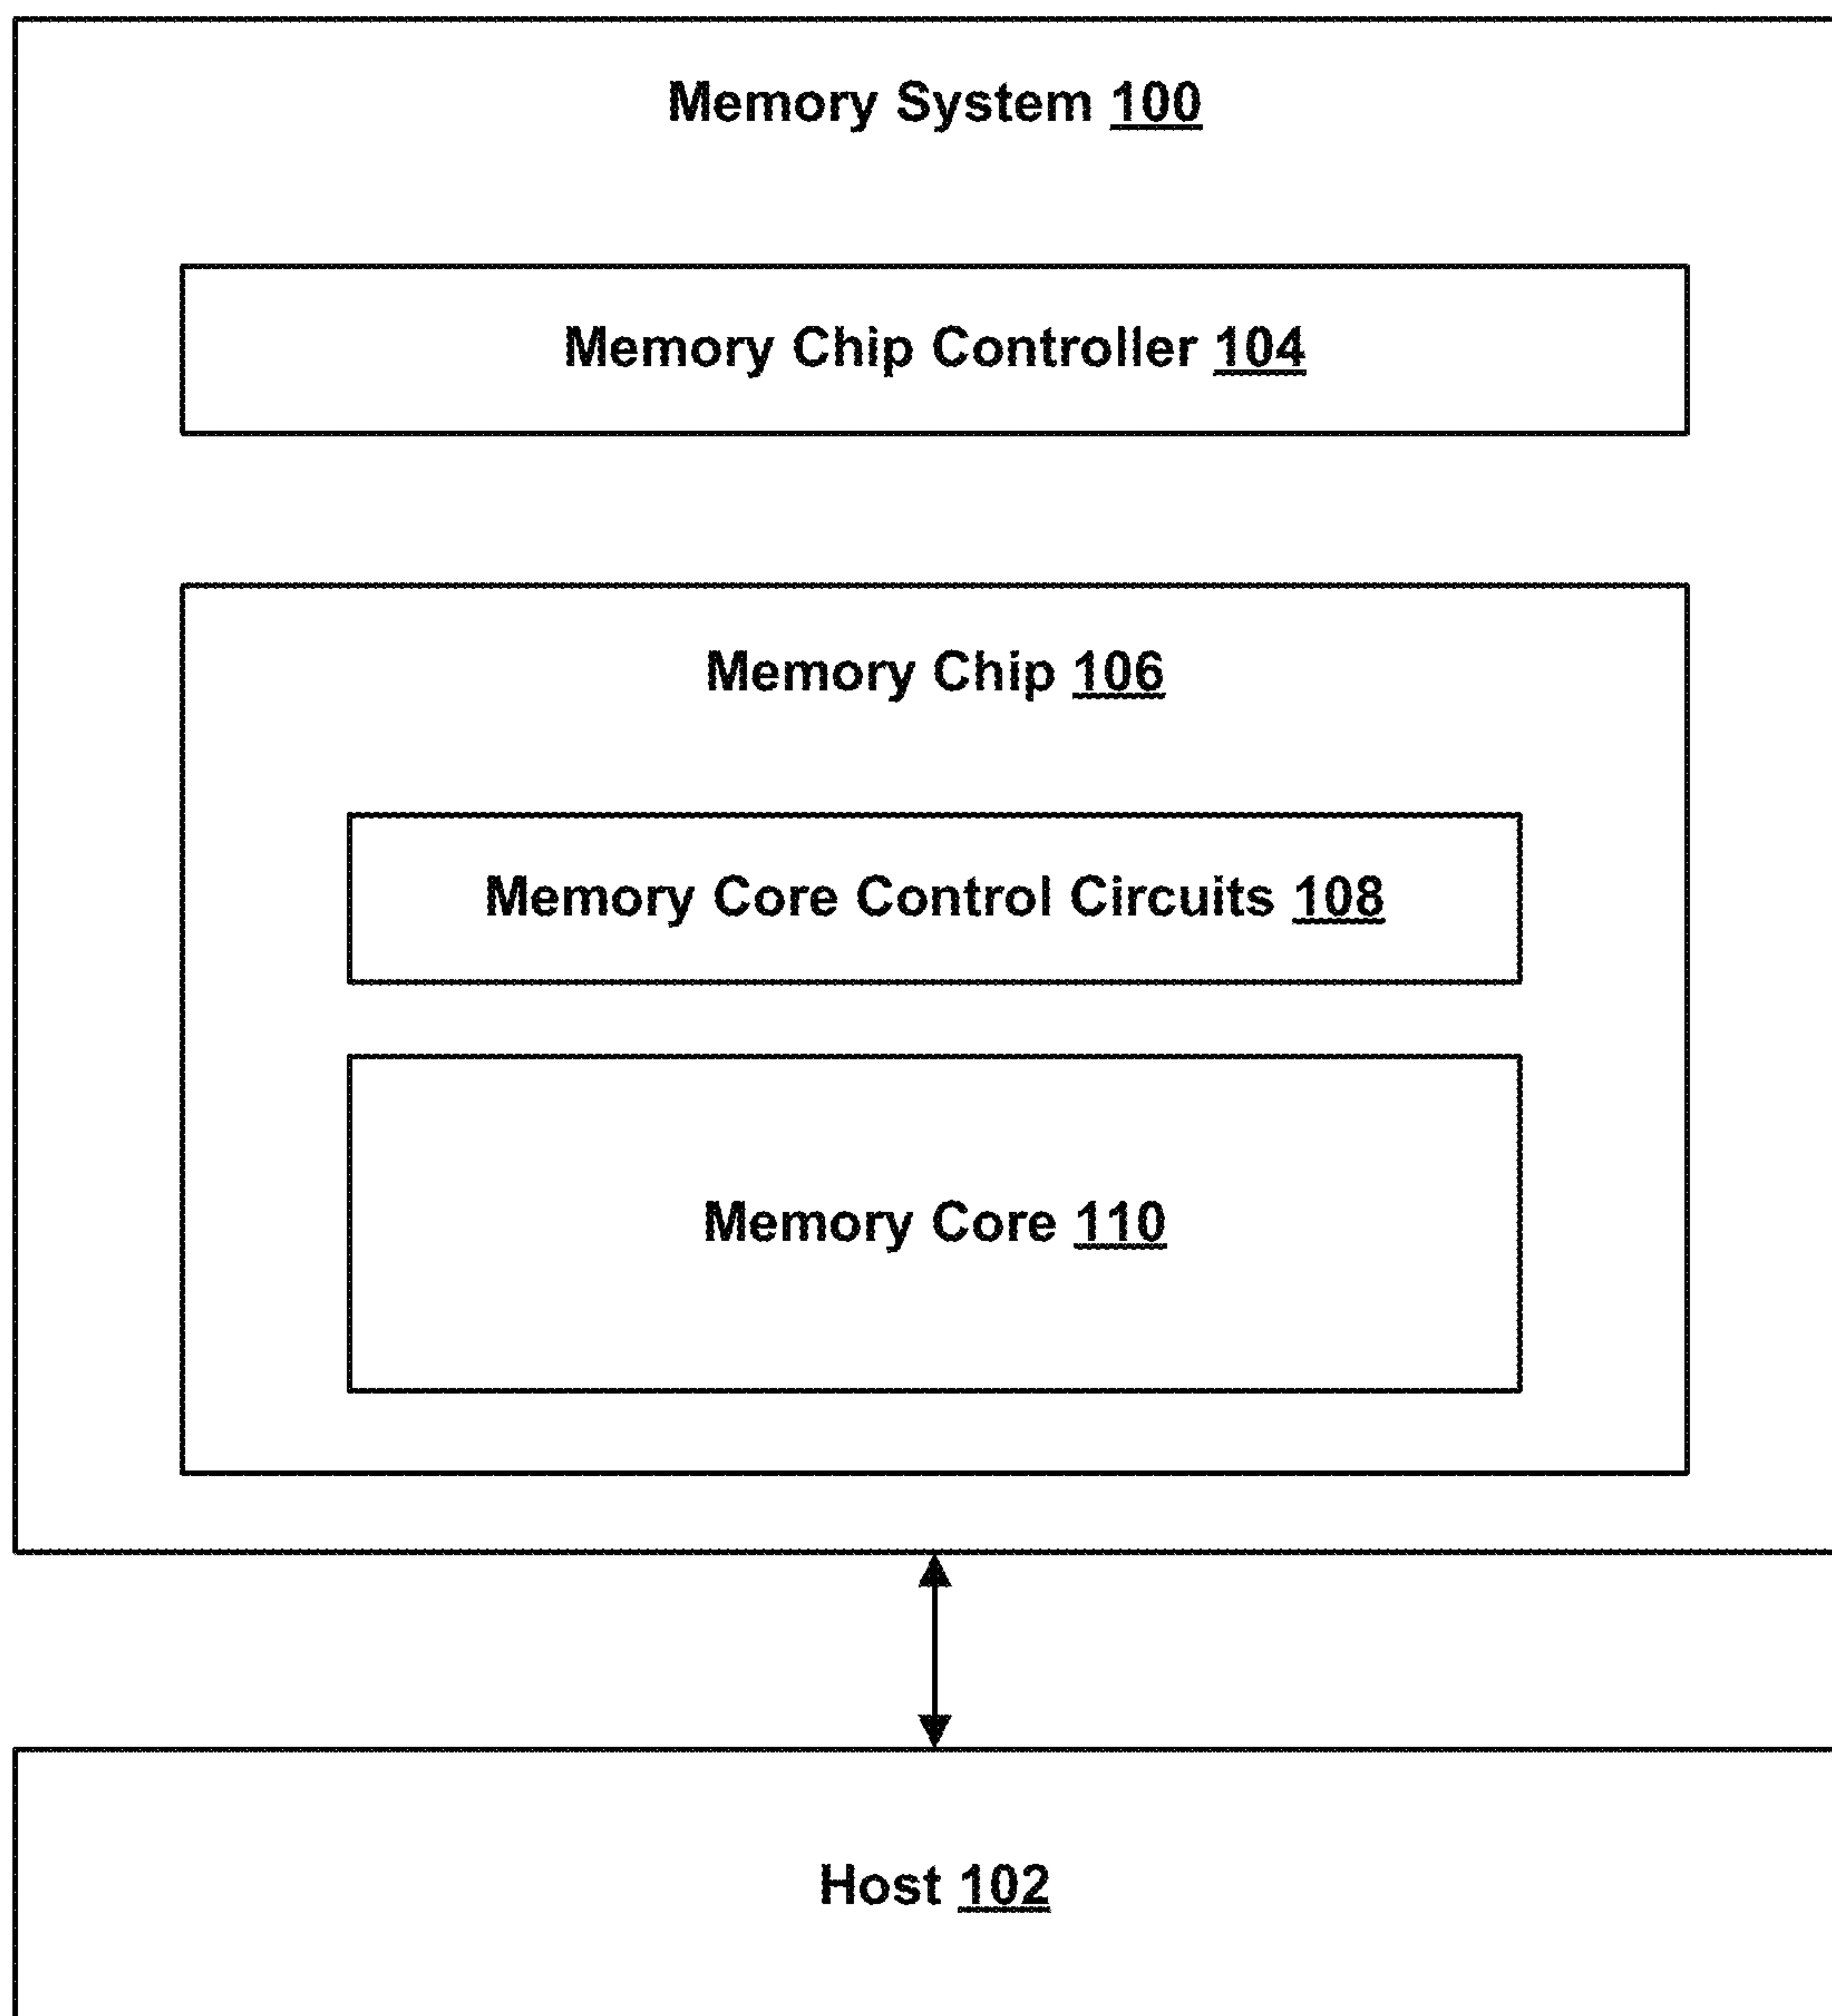 Memory System 100
Memory Chip Controller 104
Memory Chip 106
Memory Core Control Circuits 108
Memory Core 110
Host 102